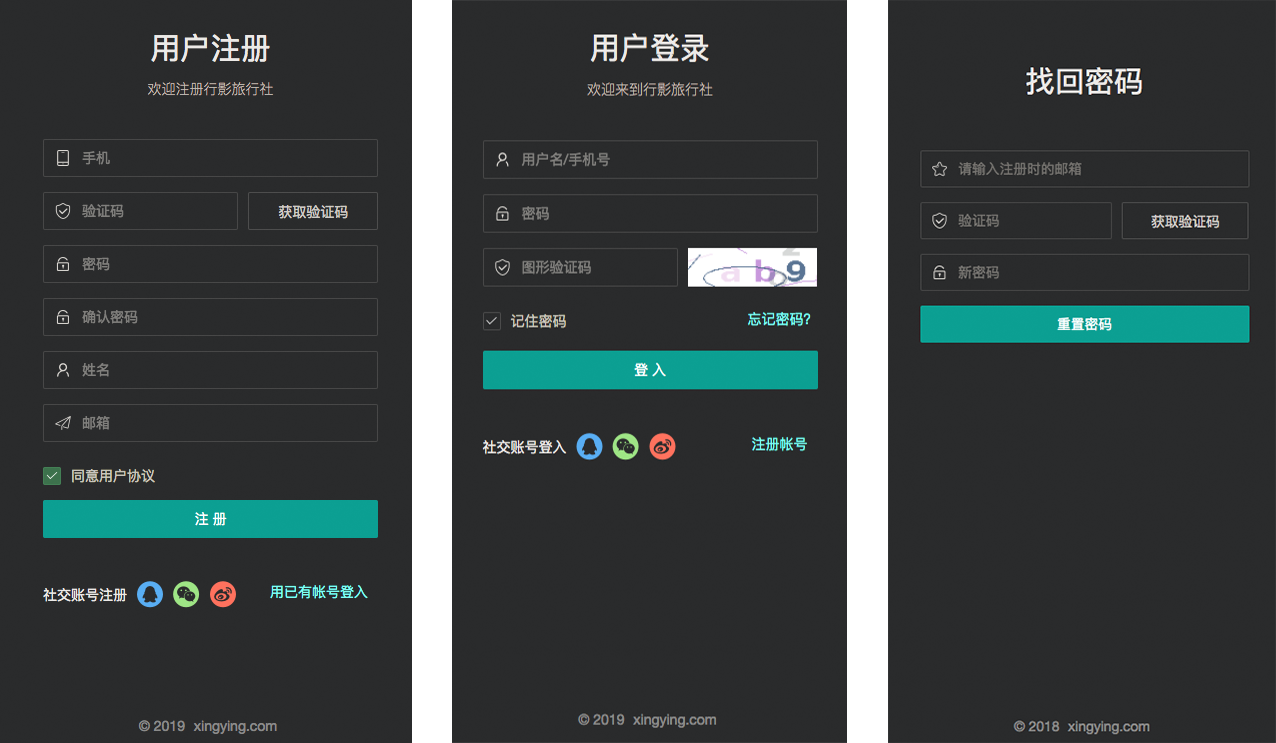 用户注册
欢迎注册行影旅行社
手机
验证码 获取验证码
密码
确认密码
姓名
邮箱
同意用户协议
注 册
社交账号注册 用已有帐号登入
© 2019 xingying.com
用户登录
欢迎来到行影旅行社
用户名/手机号
密码
图形验证码 a b 9 2
记住密码 忘记密码?
登 入
社交账号登入 注册帐号
© 2019 xingying.com
找回密码
请输入注册时的邮箱
验证码 获取验证码
新密码
重置密码
© 2018 xingying.com